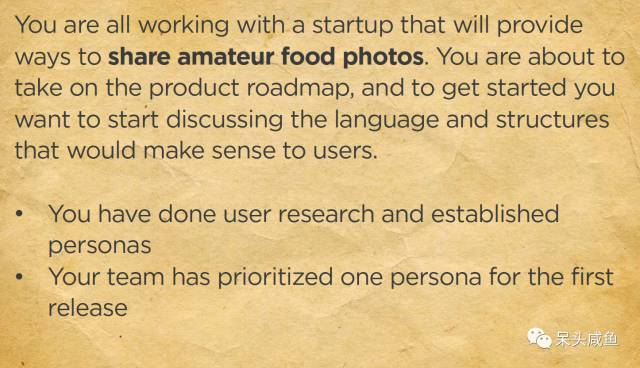 You are all working with a startup that will provide
ways to share amateur food photos. You are about to
take on the product roadmap, and to get started you
want to start discussing the language and structures
that would make sense to users.
• You have done user research and established
personas
• Your team has prioritized one persona for the first
release
呆头咸鱼